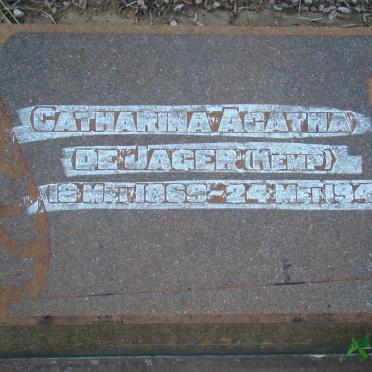 CATHARINA AGATHA
DE JAGER (KEMP)
18 MEI 1869 - 24 MEI 194